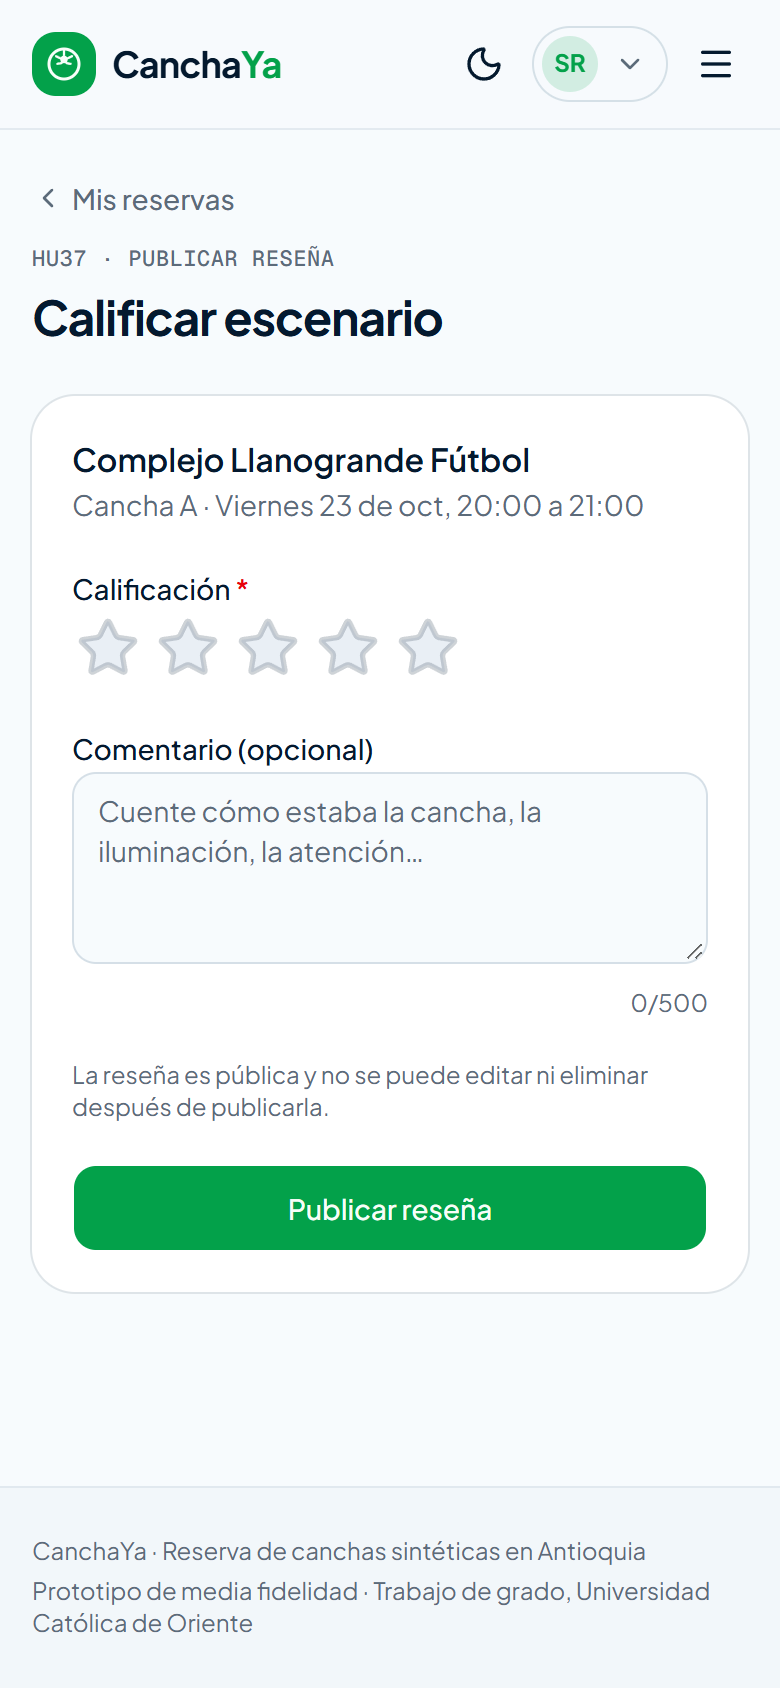 CanchaYa
SR
Mis reservas
HU37 · PUBLICAR RESEÑA
Calificar escenario
Complejo Llanogrande Fútbol
Cancha A · Viernes 23 de oct, 20:00 a 21:00
Calificación *
Comentario (opcional)
Cuente cómo estaba la cancha, la
iluminación, la atención...
0/500
La reseña es pública y no se puede editar ni eliminar
después de publicarla.
Publicar reseña
CanchaYa · Reserva de canchas sintéticas en Antioquia
Prototipo de media fidelidad · Trabajo de grado, Universidad
Católica de Oriente